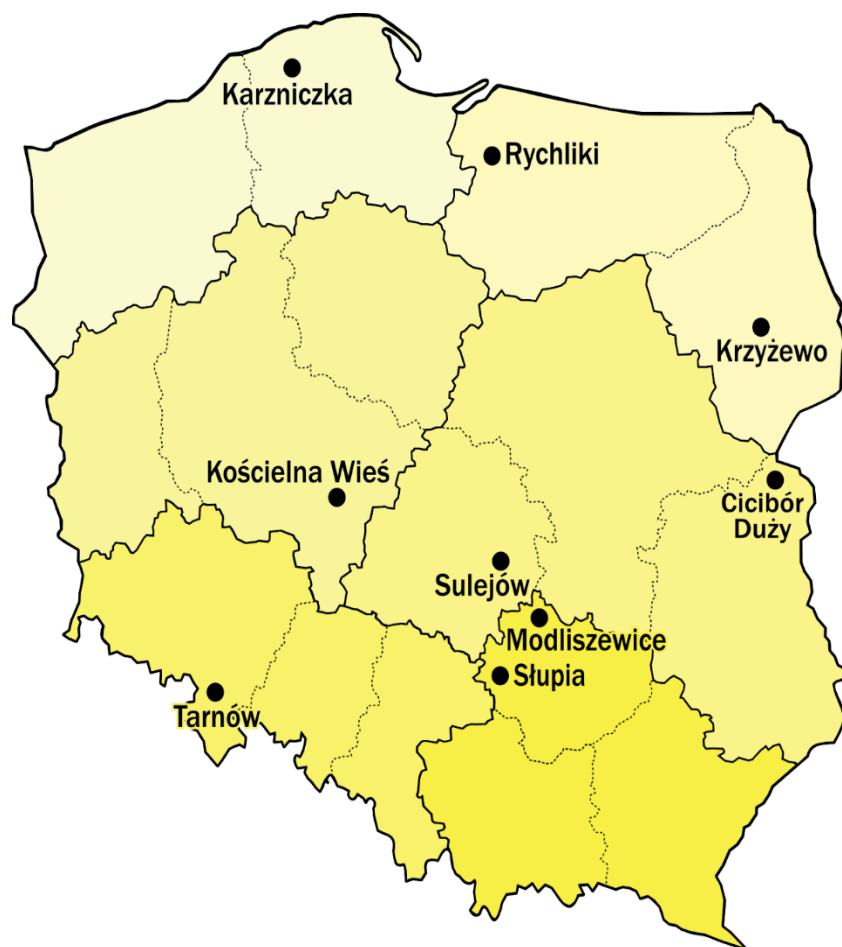 Karzniczka
Rychliki
Krzyżewo
Kościelna Wieś
Cicibór
Duży
Sulejów
Modliszewice
Słupia
Tarnów